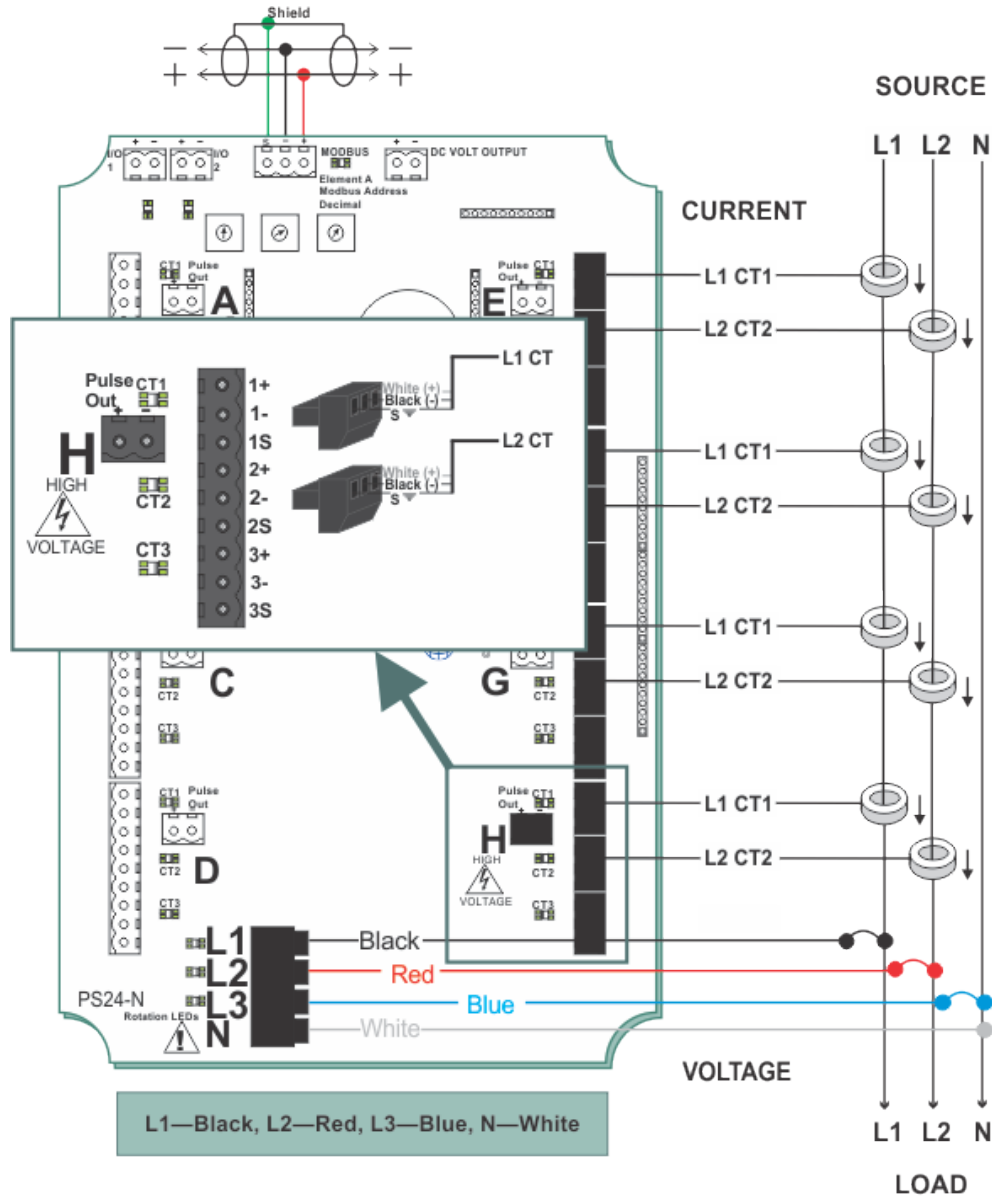 Shield
— —
+ +
SOURCE
L1 L2 N
+ - + - S - + + -
I/O 1 I/O 2 MODBUS DC VOLT OUTPUT
Element A
Modbus Address
Decimal
CURRENT
CT1 Pulse Out + - A
Pulse Out + - CT1 E
L1 CT1
L2 CT2
L1 CT1
L2 CT2
L1 CT1
L2 CT2
L1 CT1
L2 CT2
Pulse Out + - CT1
H
HIGH
VOLTAGE
CT2
CT3
1+
1-
1S
2+
2-
2S
3+
3-
3S
L1 CT
White (+)
Black (-)
S
L2 CT
White (+)
Black (-)
S
C
CT2
CT3
G
CT2
CT3
CT1 Pulse Out
CT2
D
CT3
Pulse Out + - CT1
H
HIGH
VOLTAGE
CT2
CT3
L1 Black
L2 Red
L3 Blue
N White
PS24-N
Rotation LEDs
VOLTAGE
L1—Black, L2—Red, L3—Blue, N—White
L1 L2 N
LOAD